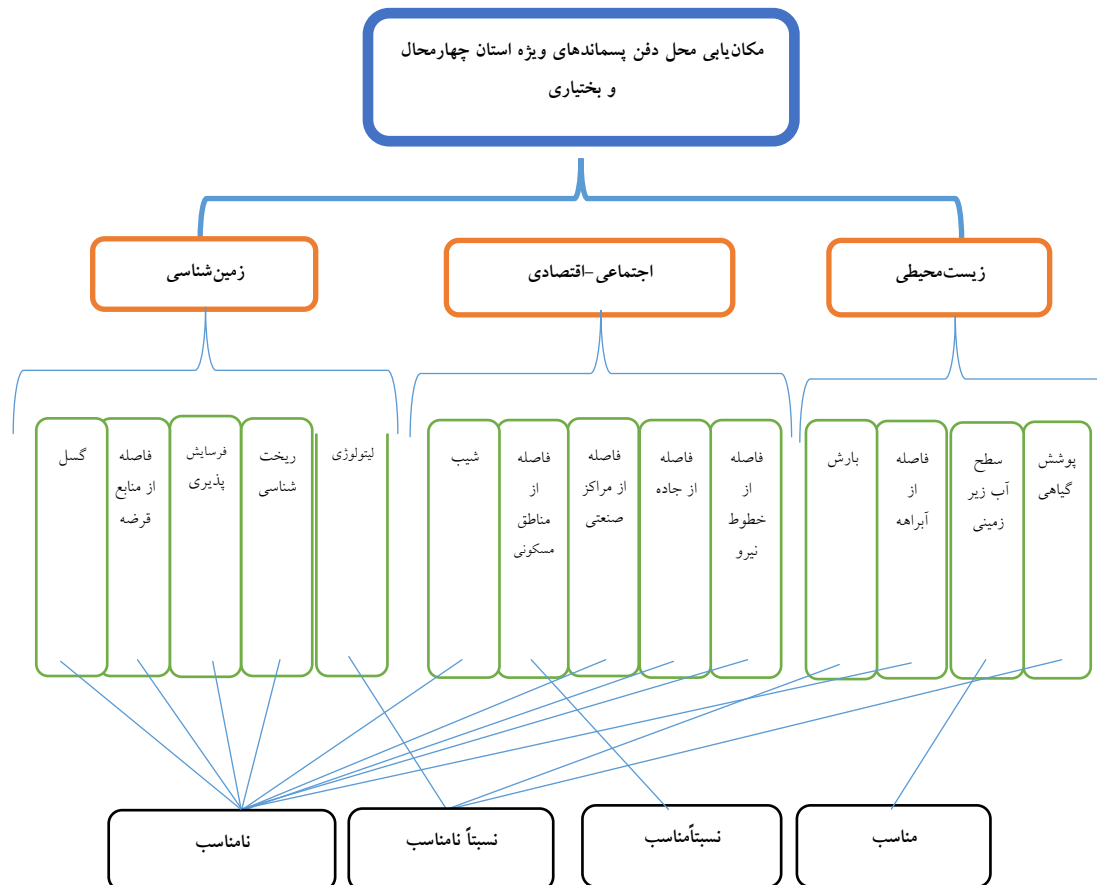 مکان‌یابی محل دفن پسماندهای ویژه استان چهارمحال
و بختیاری
زیست‌محیطی
اجتماعی-اقتصادی
زمین‌شناسی
پوشش
گیاهی
سطح
آب زیر
زمینی
فاصله
از
آبراهه
بارش
فاصله
از
خطوط
نیرو
فاصله
از جاده
فاصله
از مراکز
صنعتی
فاصله
از
مناطق
مسکونی
شیب
لیتولوژی
ریخت
شناسی
فرسایش
پذیری
فاصله
از منابع
قرضه
گسل
مناسب
نسبتاًمناسب
نسبتاً نامناسب
نامناسب